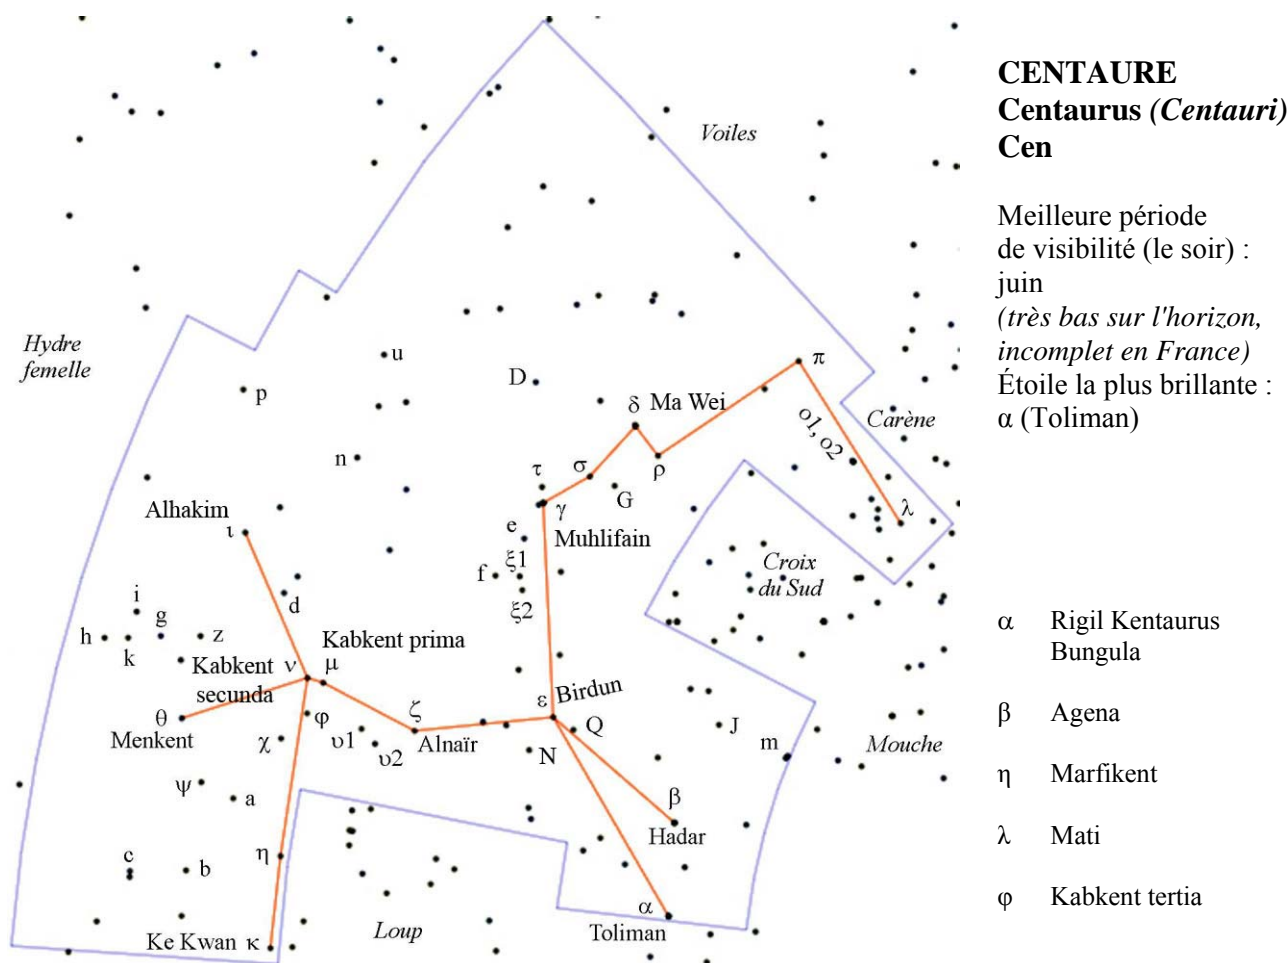 CENTAURE
Centaurus (Centauri)
Cen
Meilleure période
de visibilité (le soir) :
juin
(très bas sur l'horizon,
incomplet en France)
Étoile la plus brillante :
α (Toliman)
α Rigil Kentaurus
Bungula
β Agena
η Marfikent
λ Mati
φ Kabkent tertia
Voiles
Hydre
femelle
u
p
D
π
δ Ma Wei
Carène
o1, o2
n
σ
ρ
τ
G
γ
λ
Alhakim
ι
e
Muhlifain
f
ξ1
ξ2
Croix
du Sud
d
i
g
h
k
z
Kabkent prima
Kabkent
secunda
ν
μ
θ
Menkent
φ
χ
υ1
υ2
ζ
Alnaïr
ε
Birdun
Q
N
J
m
Mouche
ψ
a
β
Hadar
η
c
b
α
Toliman
Loup
Ke Kwan κ